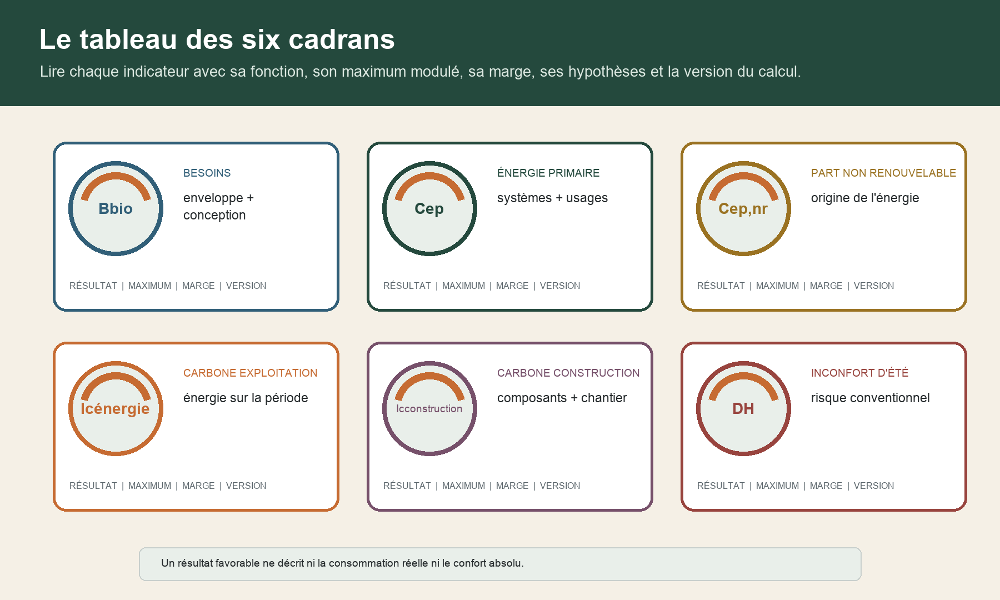 Le tableau des six cadrans
Lire chaque indicateur avec sa fonction, son maximum modulé, sa marge, ses hypothèses et la version du calcul.
Bbio
BESOINS
enveloppe +
conception
RÉSULTAT | MAXIMUM | MARGE | VERSION
Cep
ÉNERGIE PRIMAIRE
systèmes + usages
RÉSULTAT | MAXIMUM | MARGE | VERSION
Cep,nr
PART NON RENOUVELABLE
origine de l'énergie
RÉSULTAT | MAXIMUM | MARGE | VERSION
Icénergie
CARBONE EXPLOITATION
énergie sur la période
RÉSULTAT | MAXIMUM | MARGE | VERSION
Icconstruction
CARBONE CONSTRUCTION
composants + chantier
RÉSULTAT | MAXIMUM | MARGE | VERSION
DH
INCONFORT D'ÉTÉ
risque conventionnel
RÉSULTAT | MAXIMUM | MARGE | VERSION
Un résultat favorable ne décrit ni la consommation réelle ni le confort absolu.